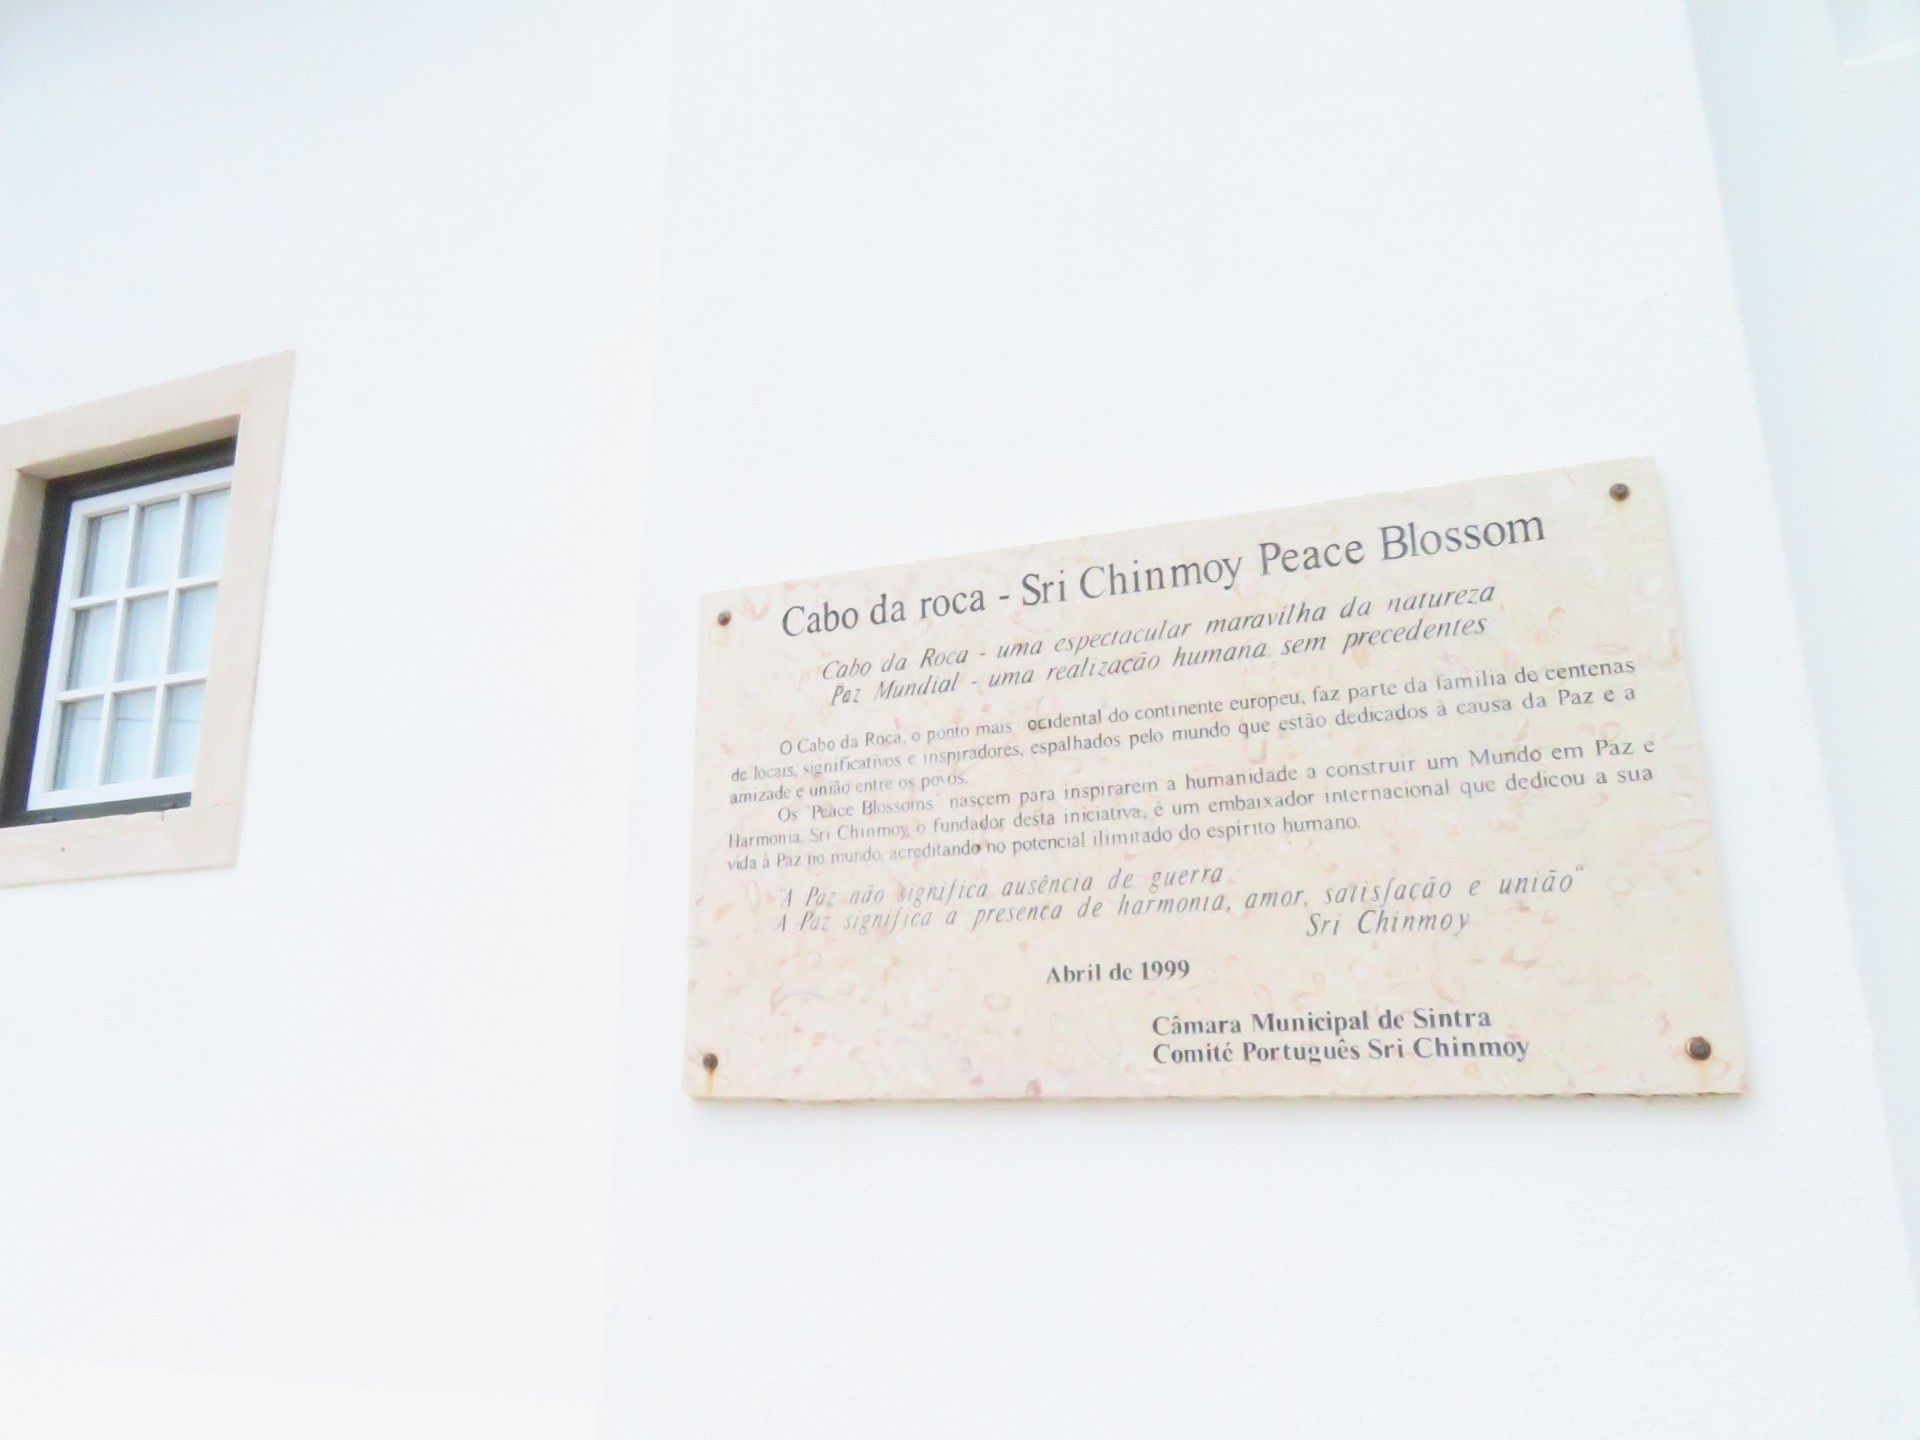 Cabo da roca - Sri Chinmoy Peace Blossom
Cabo da Roca - uma espectacular maravilha da natureza
Paz Mundial - uma realização humana sem precedentes
O Cabo da Roca, o ponto mais ocidental do continente europeu, faz parte da família de centenas
de locais, significativos e inspiradores, espalhados pelo mundo que estão dedicados à causa da Paz e a
amizade e união entre os povos.
Os "Peace Blossoms" nascem para inspirarem a humanidade a construir um Mundo em Paz e
Harmonia. Sri Chinmoy, o fundador desta iniciativa, é um embaixador internacional que dedicou a sua
vida à Paz no mundo, acreditando no potencial ilimitado do espírito humano.
"A Paz não significa ausência de guerra
A Paz significa a presença de harmonia, amor, satisfação e união"
Sri Chinmoy
Abril de 1999
Câmara Municipal de Sintra
Comité Português Sri Chinmoy